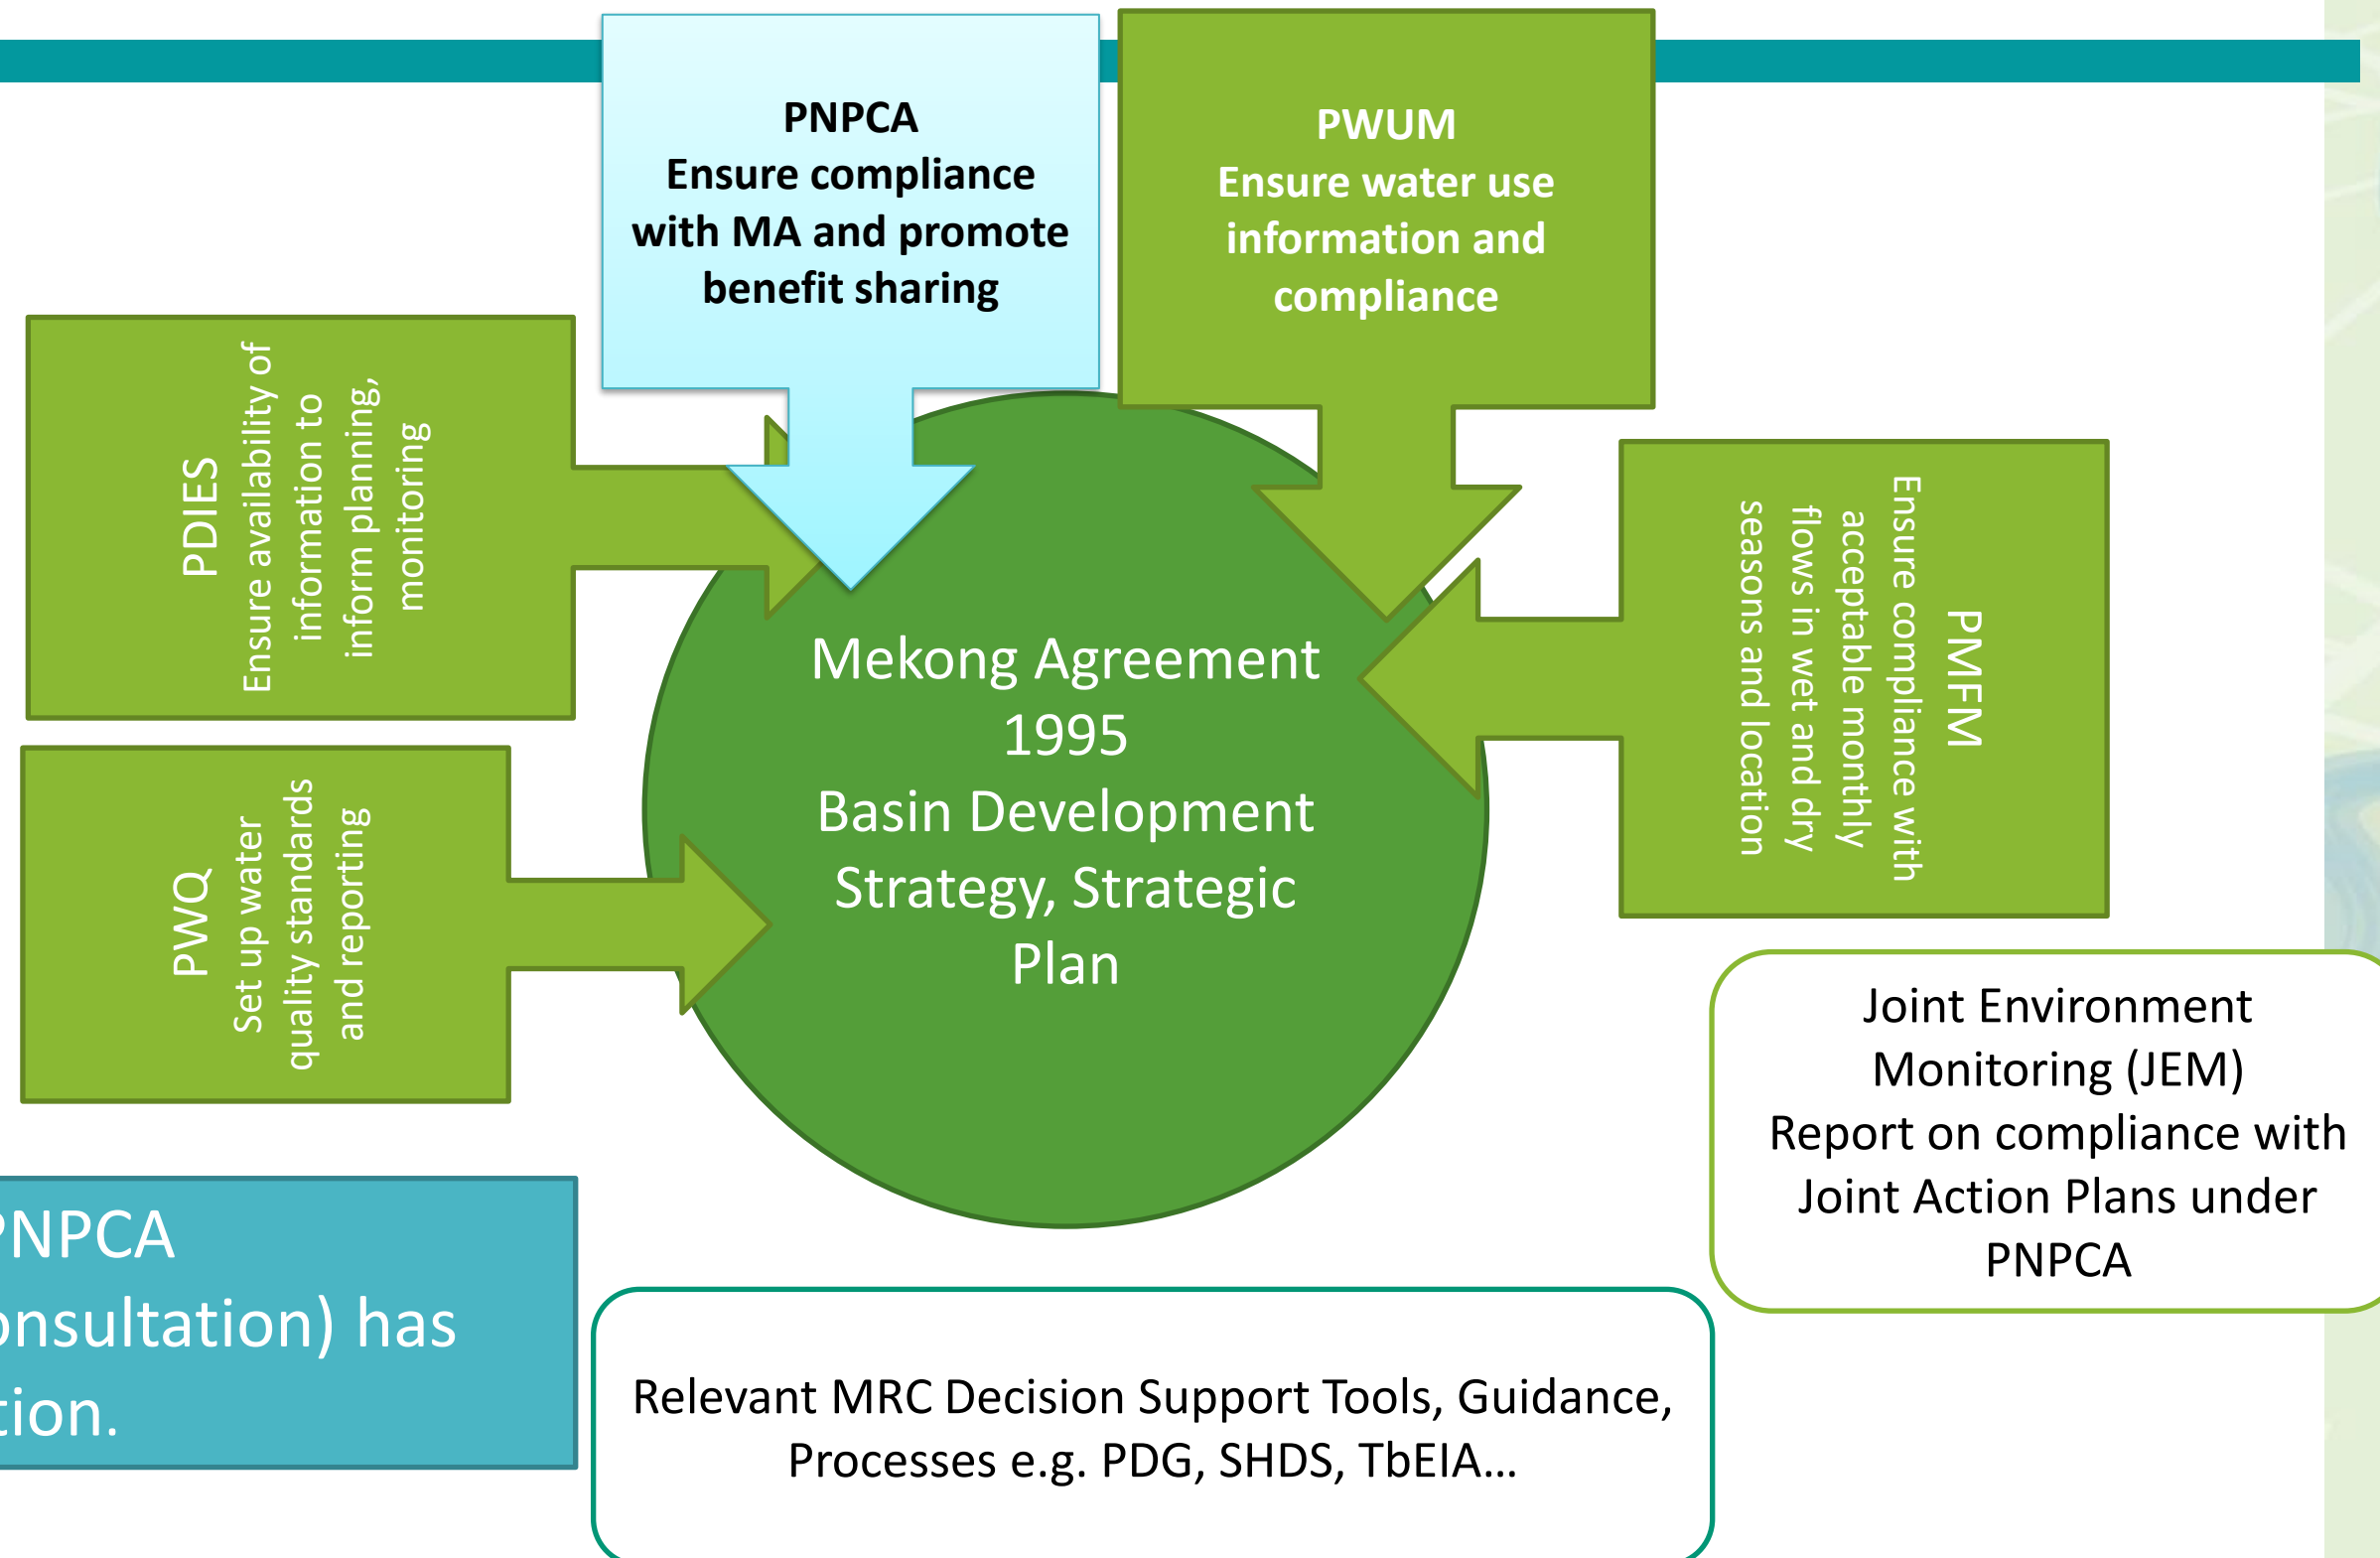 PNPCA
Ensure compliance
with MA and promote
benefit sharing
PWUM
Ensure water use
information and
compliance
PDIES
Ensure availability of
information to
inform planning,
monitoring
PMFM
Ensure compliance with
acceptable monthly
flows in wet and dry
seasons and location
PWQ
Set up water
quality standards
and reporting
Mekong Agreement
1995
Basin Development
Strategy, Strategic
Plan
Joint Environment
Monitoring (JEM)
Report on compliance with
Joint Action Plans under
PNPCA
PNPCA
onsultation) has
tion.
Relevant MRC Decision Support Tools, Guidance,
Processes e.g. PDG, SHDS, TbEIA...